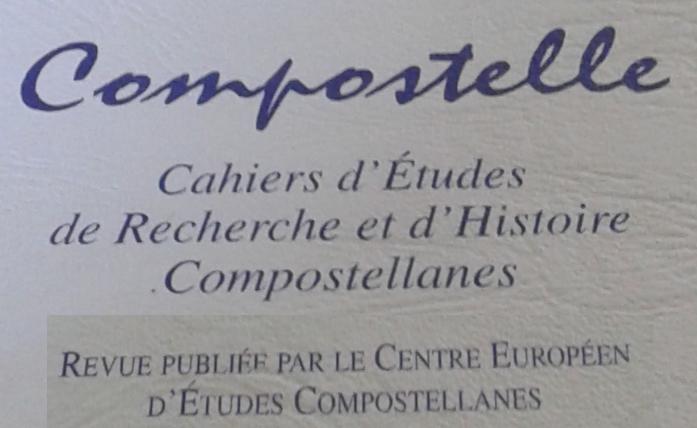 Compostelle
Cahiers d'Études
de Recherche et d'Histoire
Compostellanes
REVUE PUBLIÉE PAR LE CENTRE EUROPÉEN
D'ÉTUDES COMPOSTELLANES